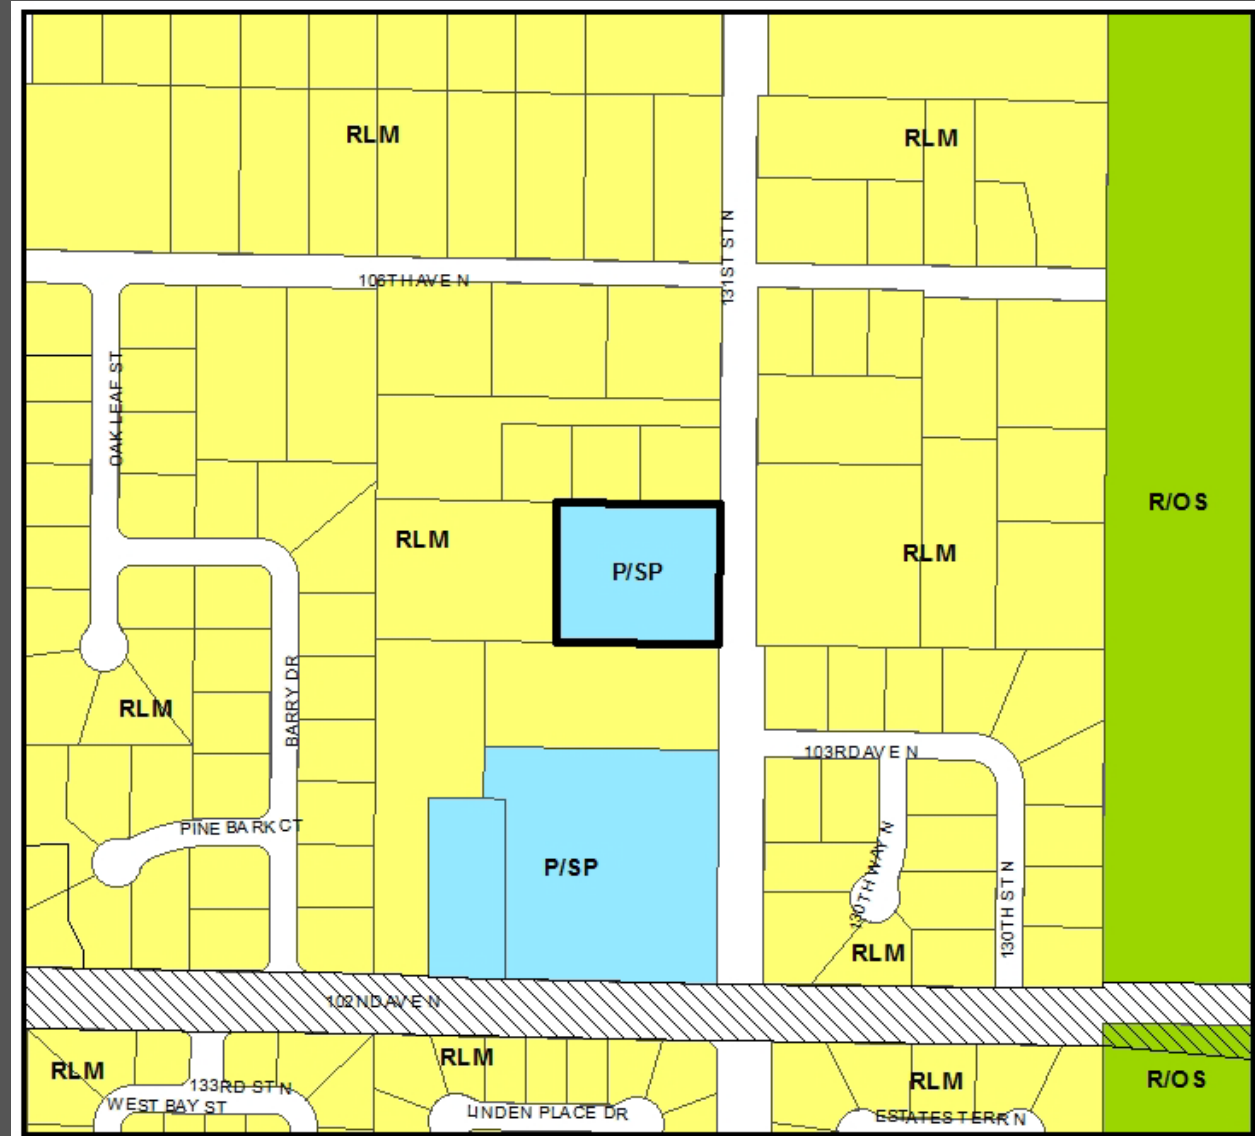 RLM
RLM
131ST ST N
106TH AVE N
OAK LEAF ST
R/OS
RLM
RLM
P/SP
BARRY DR
RLM
103RD AVE N
PINE BARK CT
P/SP
130TH WAY N
130TH ST N
RLM
102ND AVE N
RLM
RLM
RLM
R/OS
133RD ST N
WEST BAY ST
LINDEN PLACE DR
ESTATES TERR N